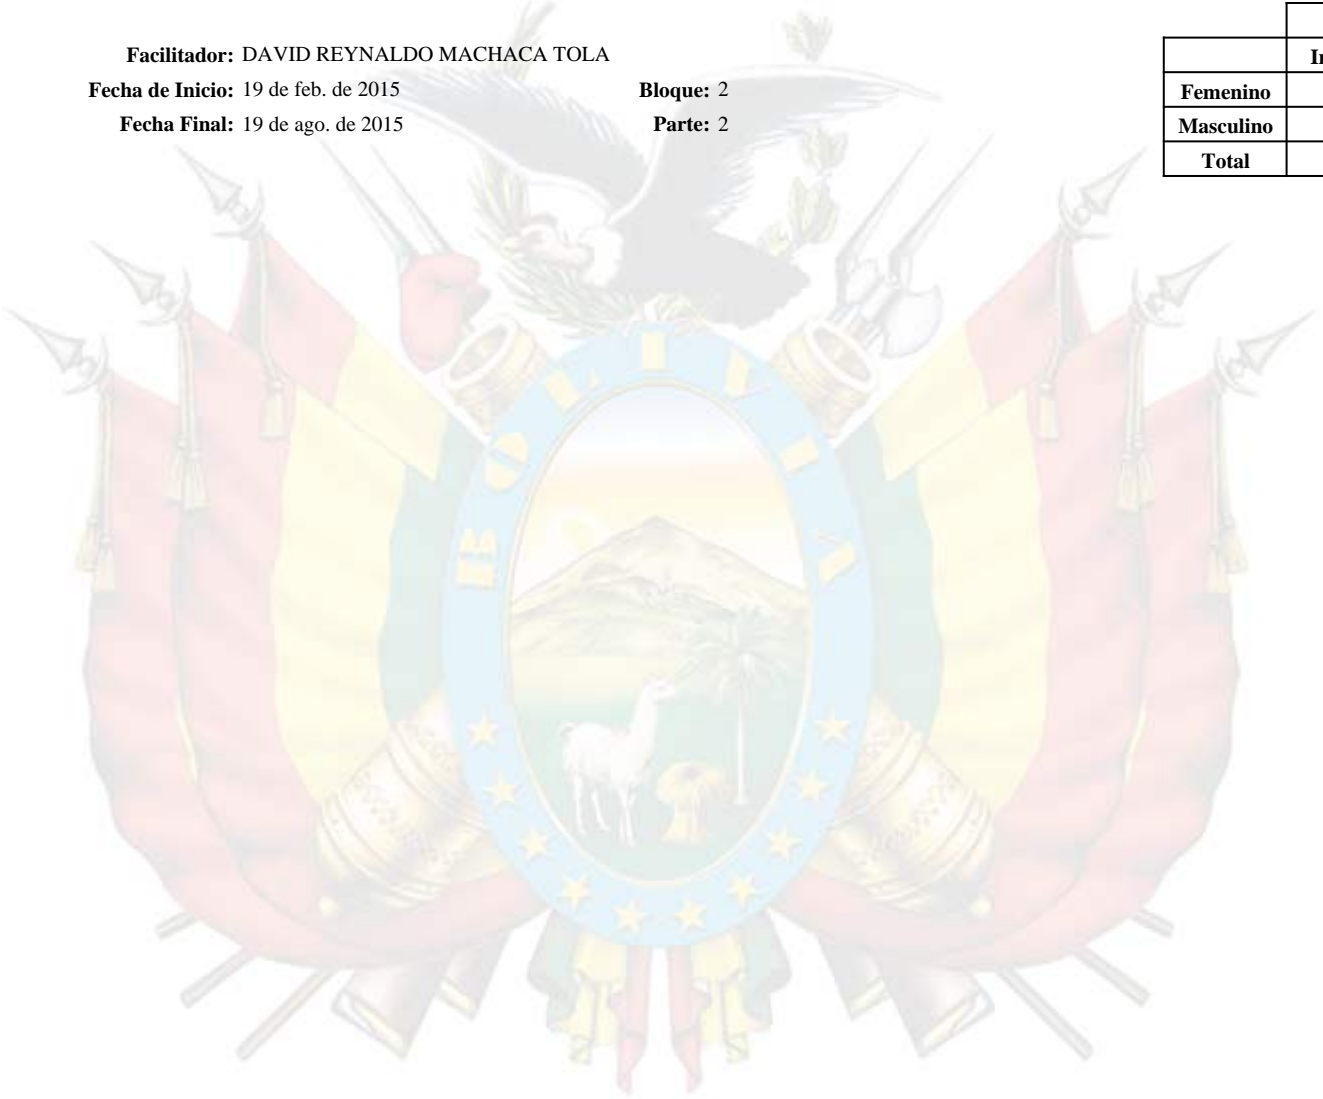 Facilitador: DAVID REYNALDO MACHACA TOLA
Fecha de Inicio: 19 de feb. de 2015 Bloque: 2
Fecha Final: 19 de ago. de 2015 Parte: 2
Femenino
Masculino
Total
BOLIVIA